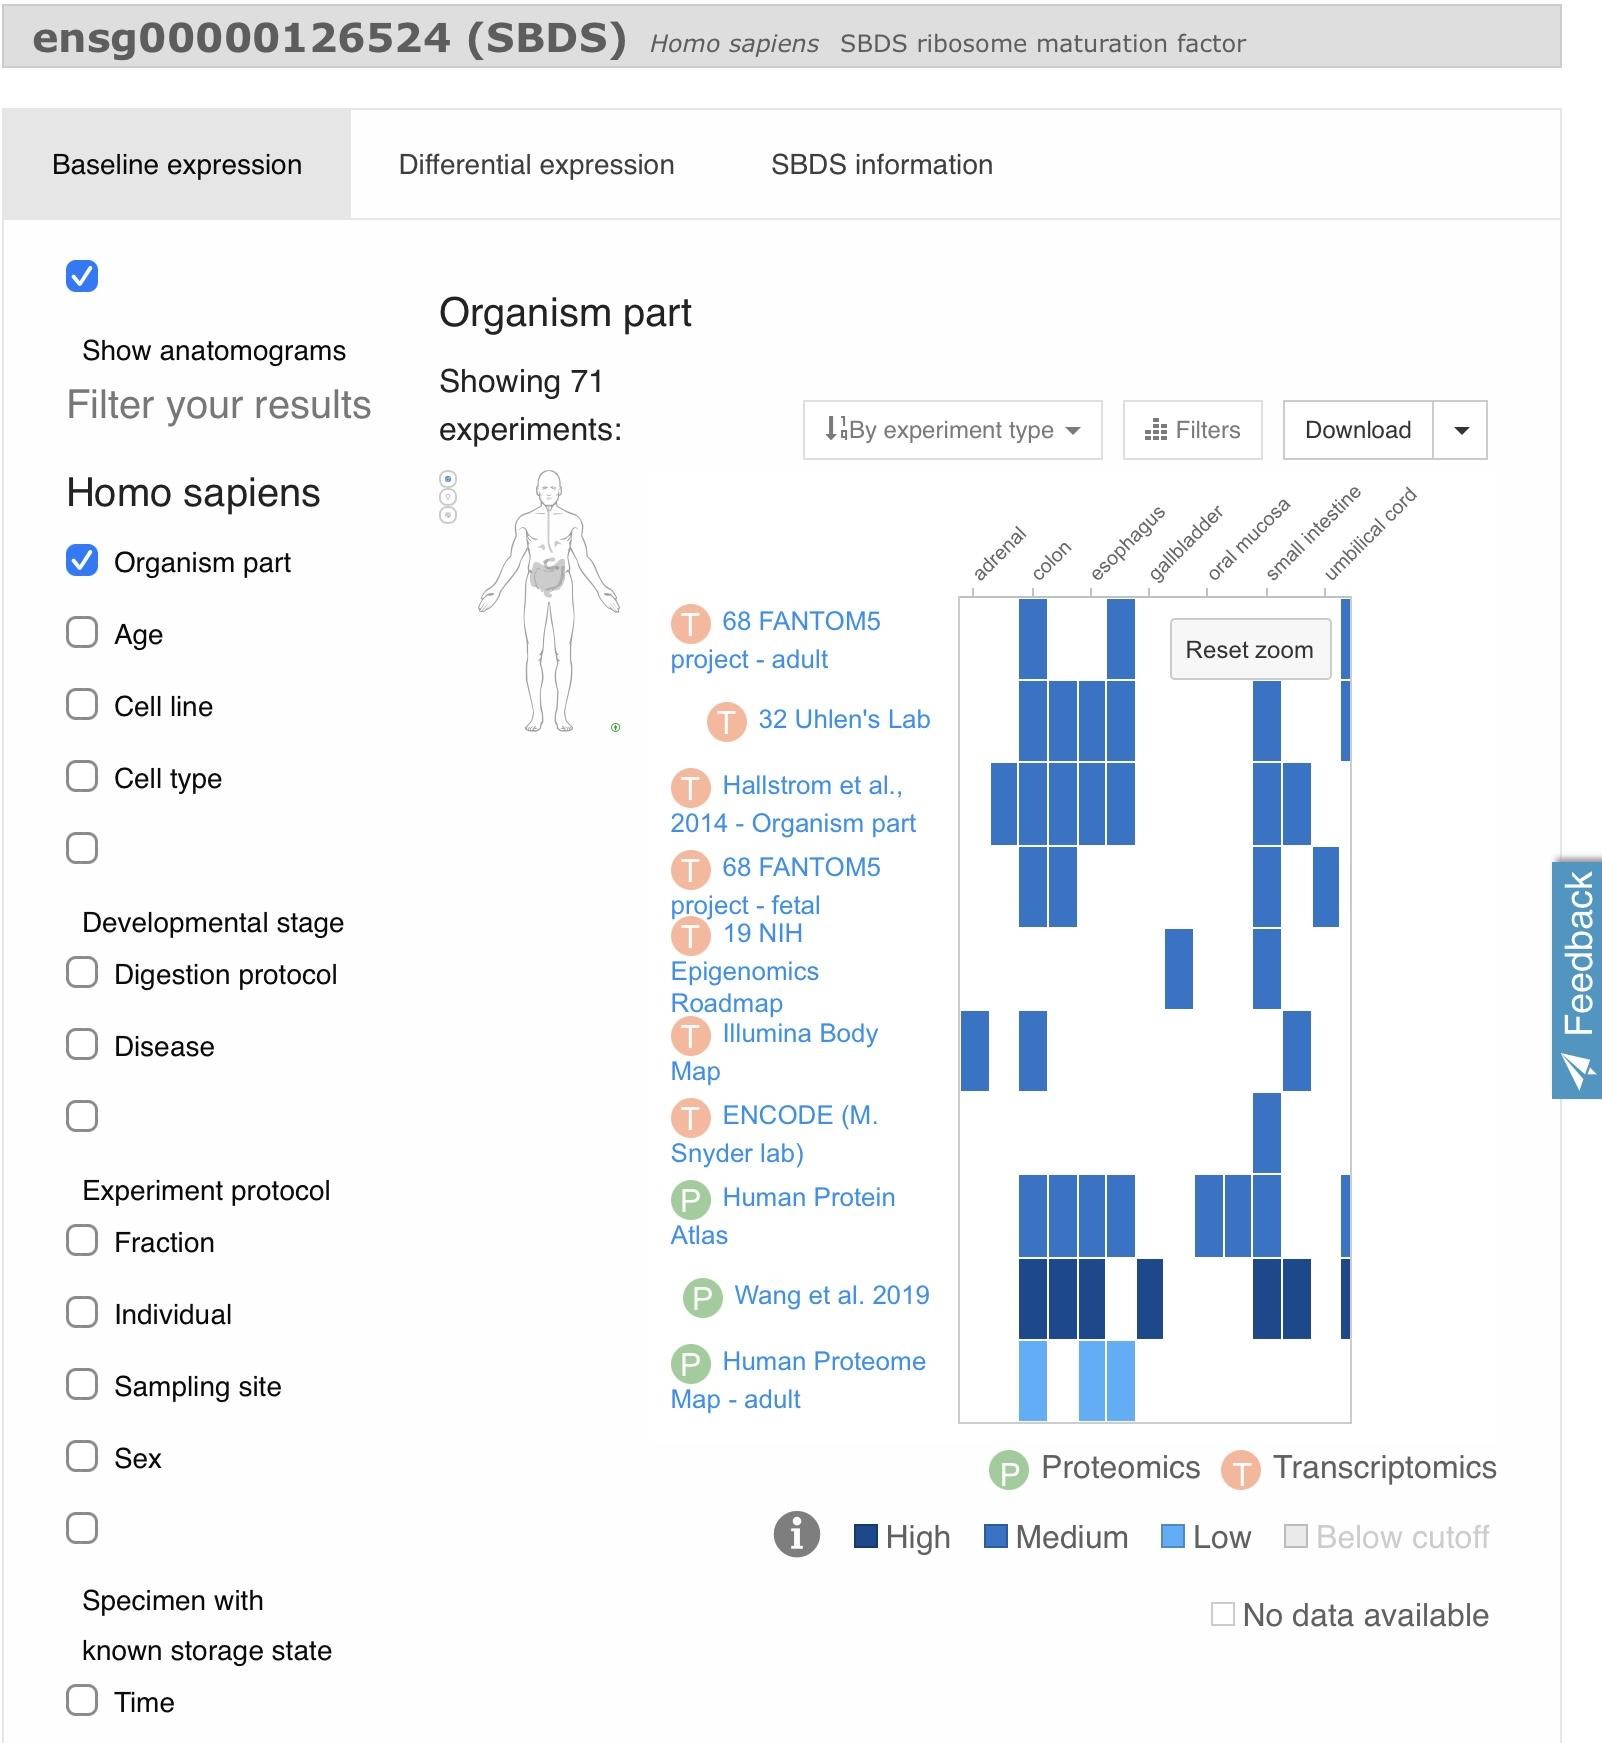 ensg00000126524 (SBDS) Homo sapiens SBDS ribosome maturation factor
Baseline expression
Differential expression
SBDS information
Show anatomograms
Filter your results
Homo sapiens
Organism part
Age
Cell line
Cell type
Developmental stage
Digestion protocol
Disease
Experiment protocol
Fraction
Individual
Sampling site
Sex
Specimen with
known storage state
Time
Organism part
Showing 71
experiments:
By experiment type
Filters
Download
adrenal
colon
esophagus
gallbladder
oral mucosa
small intestine
umbilical cord
Reset zoom
T 68 FANTOM5
project - adult
T 32 Uhlen's Lab
T Hallstrom et al.,
2014 - Organism part
T 68 FANTOM5
project - fetal
T 19 NIH
Epigenomics
Roadmap
T Illumina Body
Map
T ENCODE (M.
Snyder lab)
P Human Protein
Atlas
P Wang et al. 2019
P Human Proteome
Map - adult
P Proteomics T Transcriptomics
i High Medium Low Below cutoff
No data available
Feedback